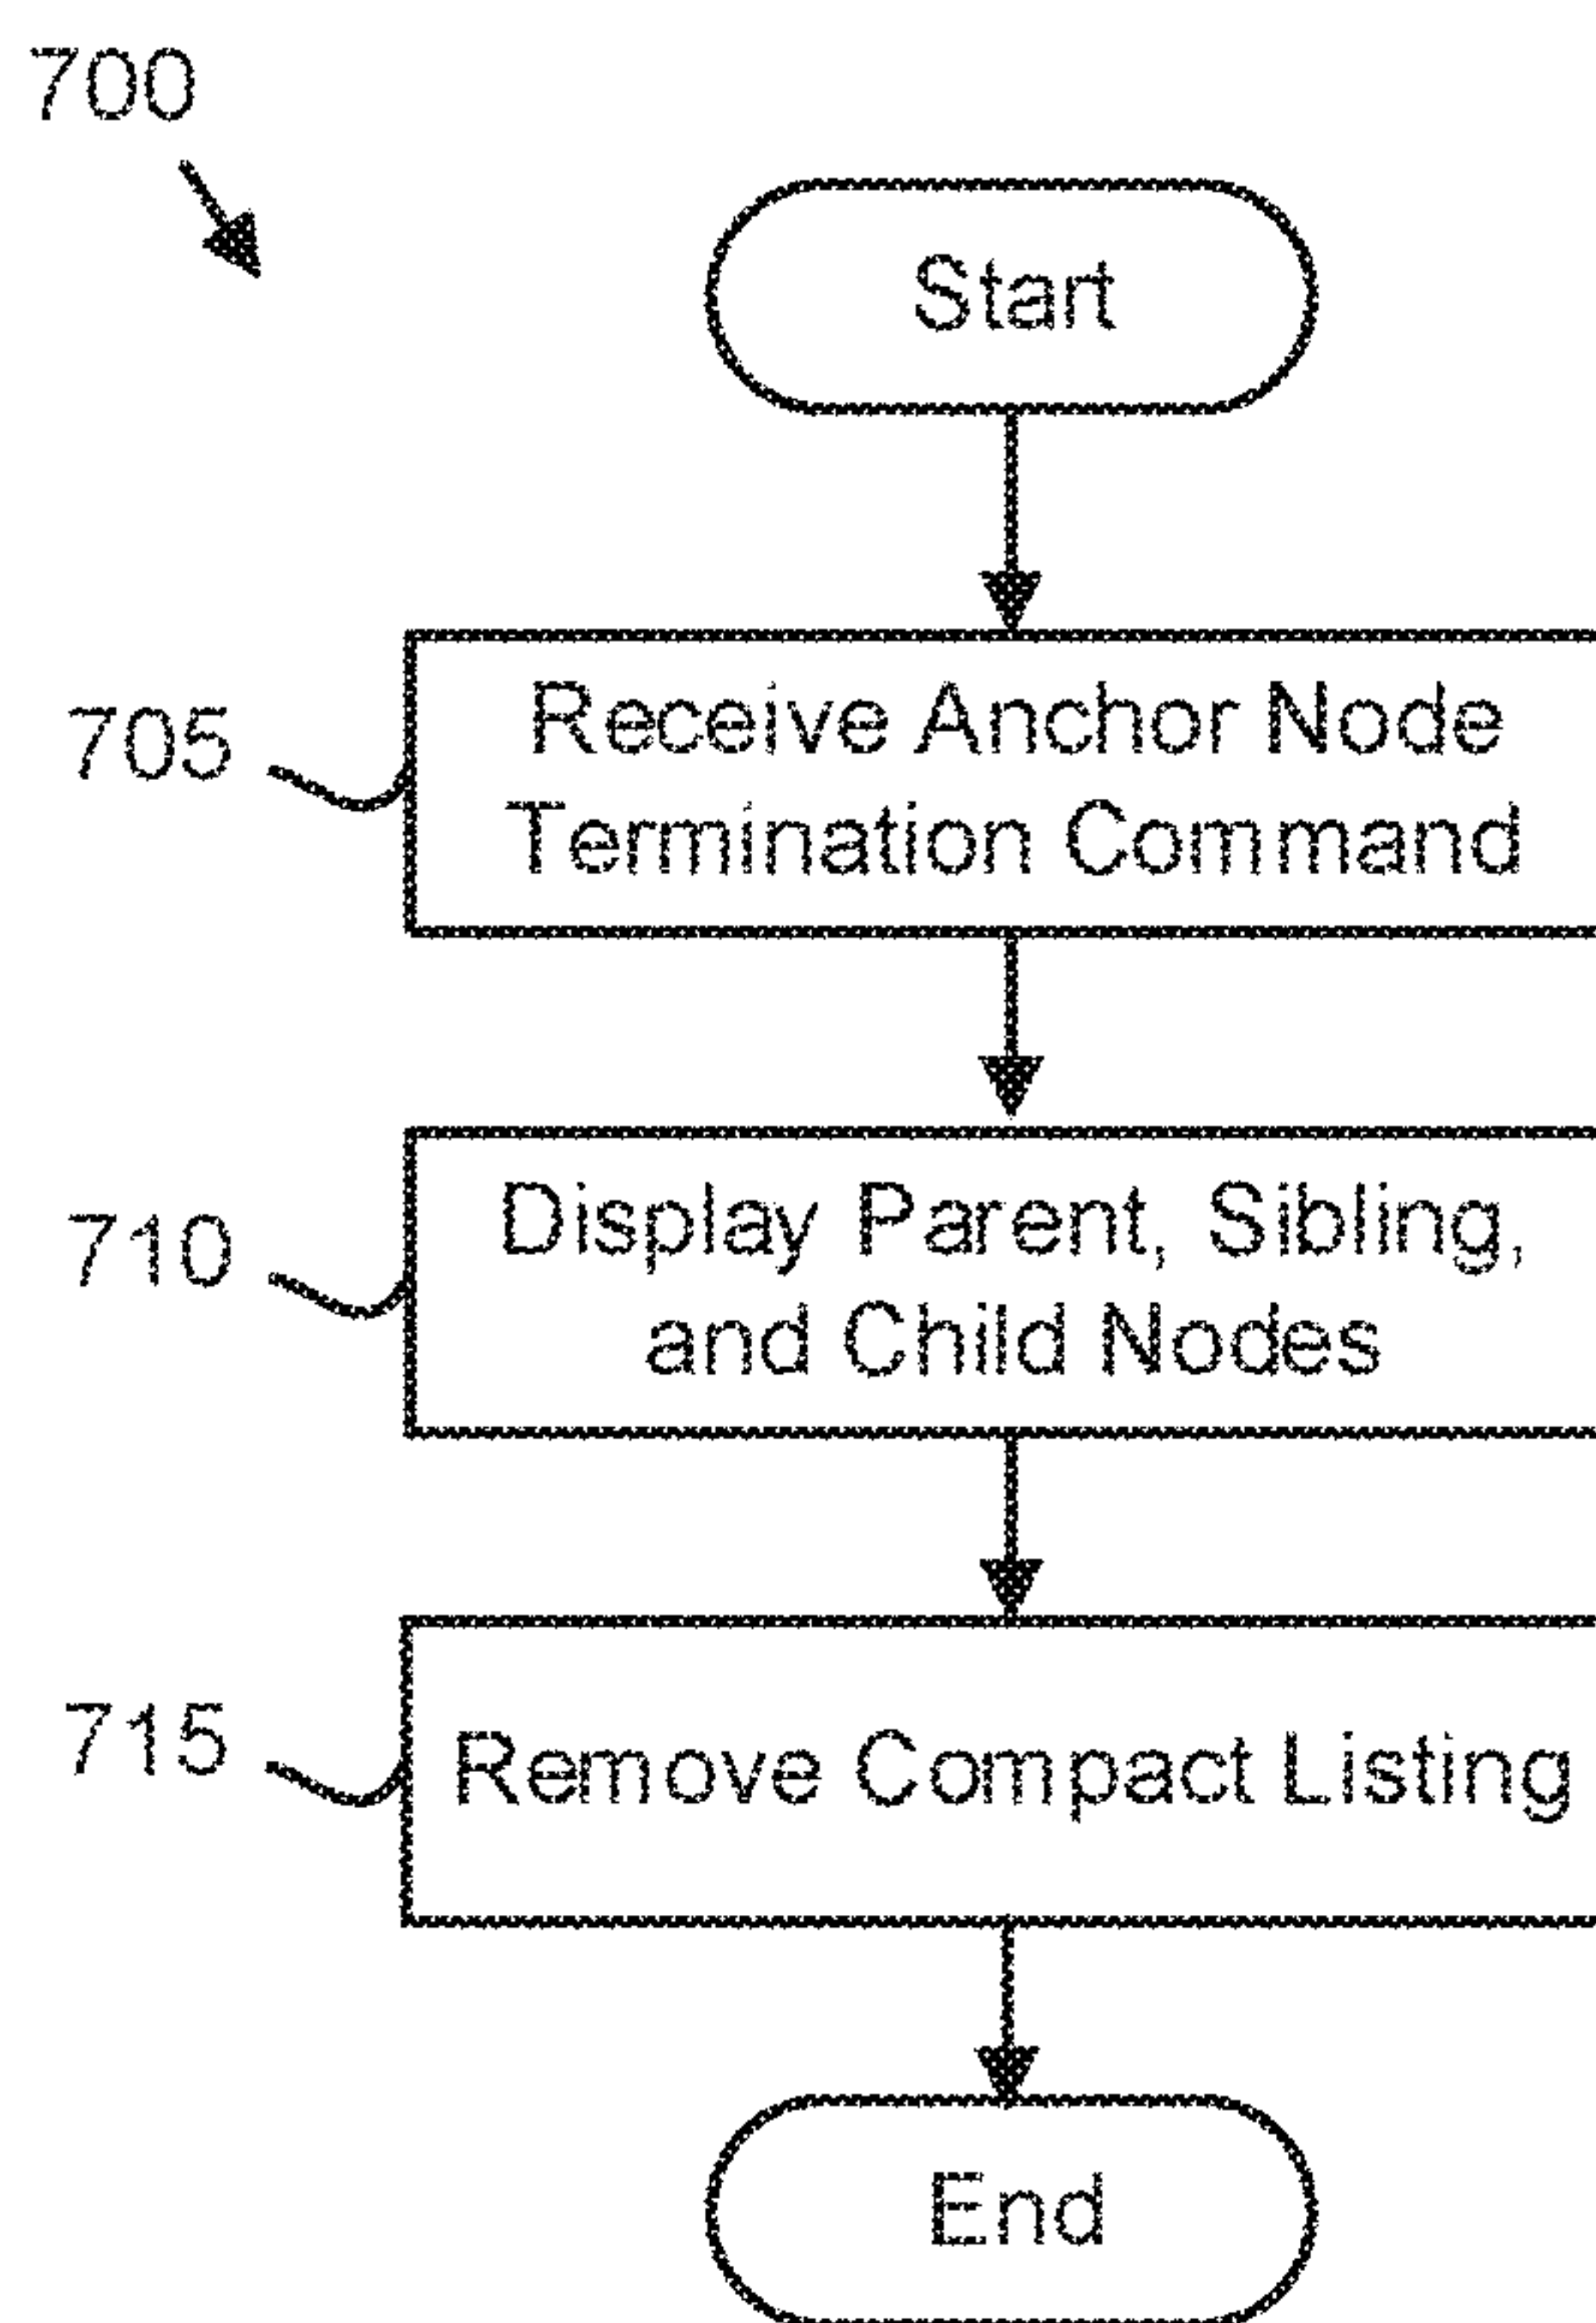 700
Start
705
Receive Anchor Node
Termination Command
710
Display Parent, Sibling,
and Child Nodes
715
Remove Compact Listing
End